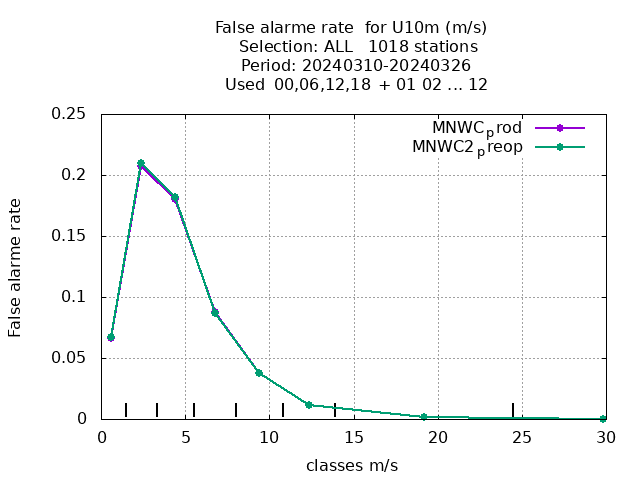 False alarme rate  for U10m (m/s)
Selection: ALL   1018 stations
Period: 20240310-20240326
Used  00,06,12,18 + 01 02 ... 12
MNWCprod
MNWC2preop
0.25
0.2
0.15
0.1
0.05
0
False alarme rate
0 5 10 15 20 25 30
classes m/s